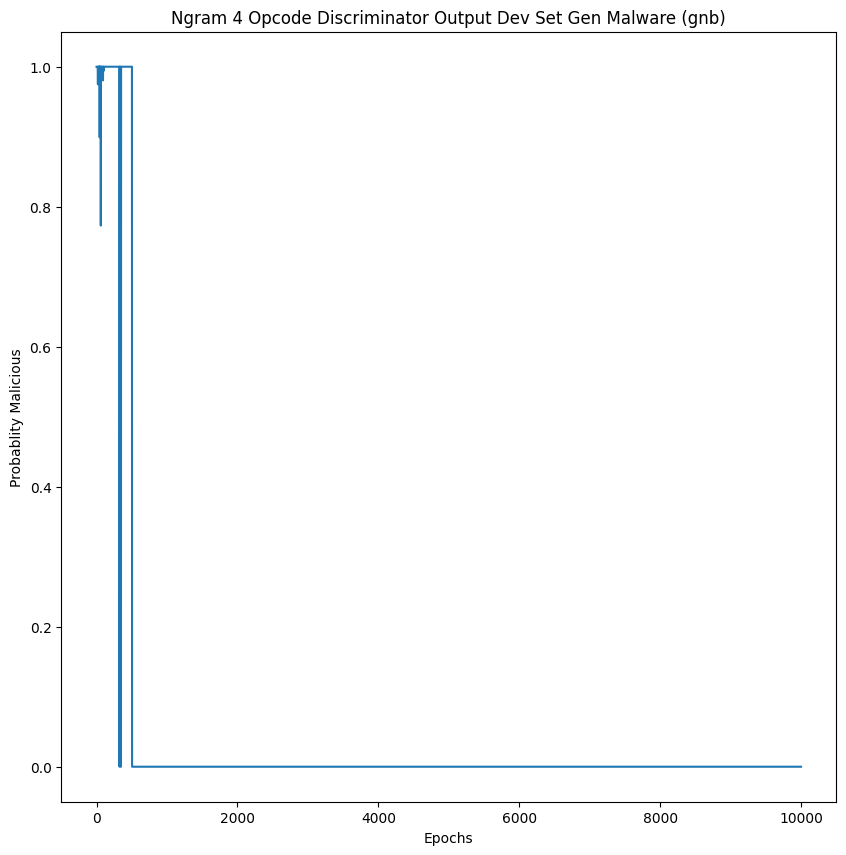 Ngram 4 Opcode Discriminator Output Dev Set Gen Malware (gnb)
1.0
0.8
0.6
0.4
0.2
0.0
Probablity Malicious
0 2000 4000 6000 8000 10000
Epochs